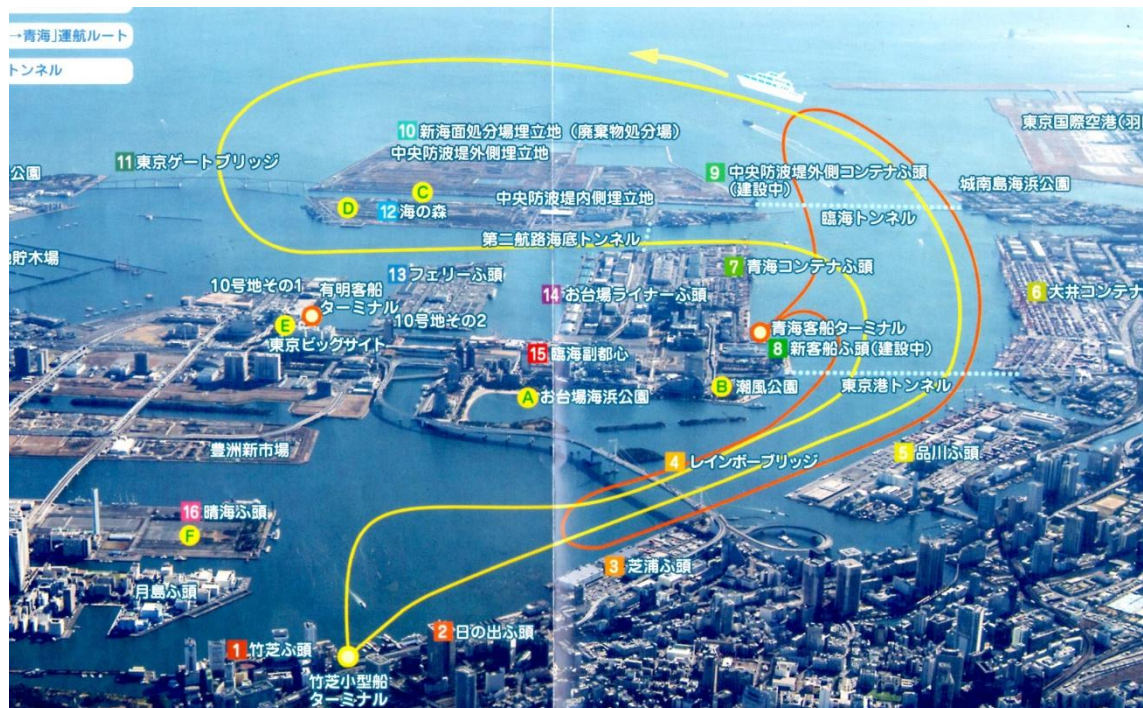 →青海」運航ルート
トンネル
10 新海面処分場埋立地（廃棄物処分場）
中央防波堤外側埋立地
東京国際空港（羽
11 東京ゲートブリッジ
公園
9 中央防波堤外側コンテナふ頭
（建設中）
城南島海浜公園
C
D
12 海の森
中央防波堤内側埋立地
臨海トンネル
第二航路海底トンネル
貯木場
13 フェリーふ頭
7 青海コンテナふ頭
10号地その1
有明客船
ターミナル
14 お台場ライナーふ頭
6 大井コンテナ
10号地その2
E
東京ビッグサイト
青海客船ターミナル
8 新客船ふ頭（建設中）
15 臨海副都心
B 潮風公園
東京港トンネル
A お台場海浜公園
豊洲新市場
4 レインボーブリッジ
5 品川ふ頭
16 晴海ふ頭
F
3 芝浦ふ頭
月島ふ頭
1 竹芝ふ頭
2 日の出ふ頭
竹芝小型船
ターミナル